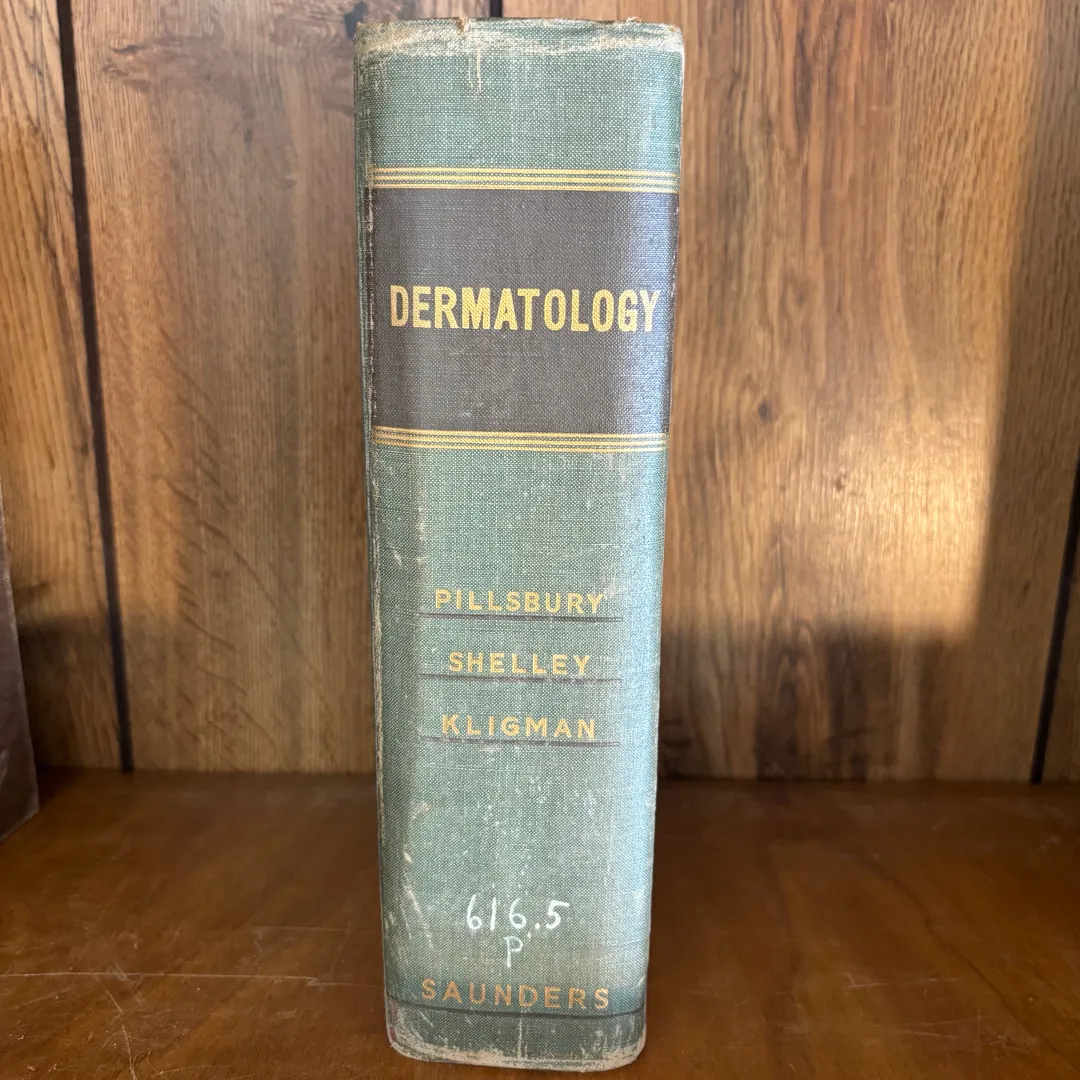 DERMATOLOGY
PILLSBURY
SHELLEY
KLIGMAN
616.5
P
SAUNDERS